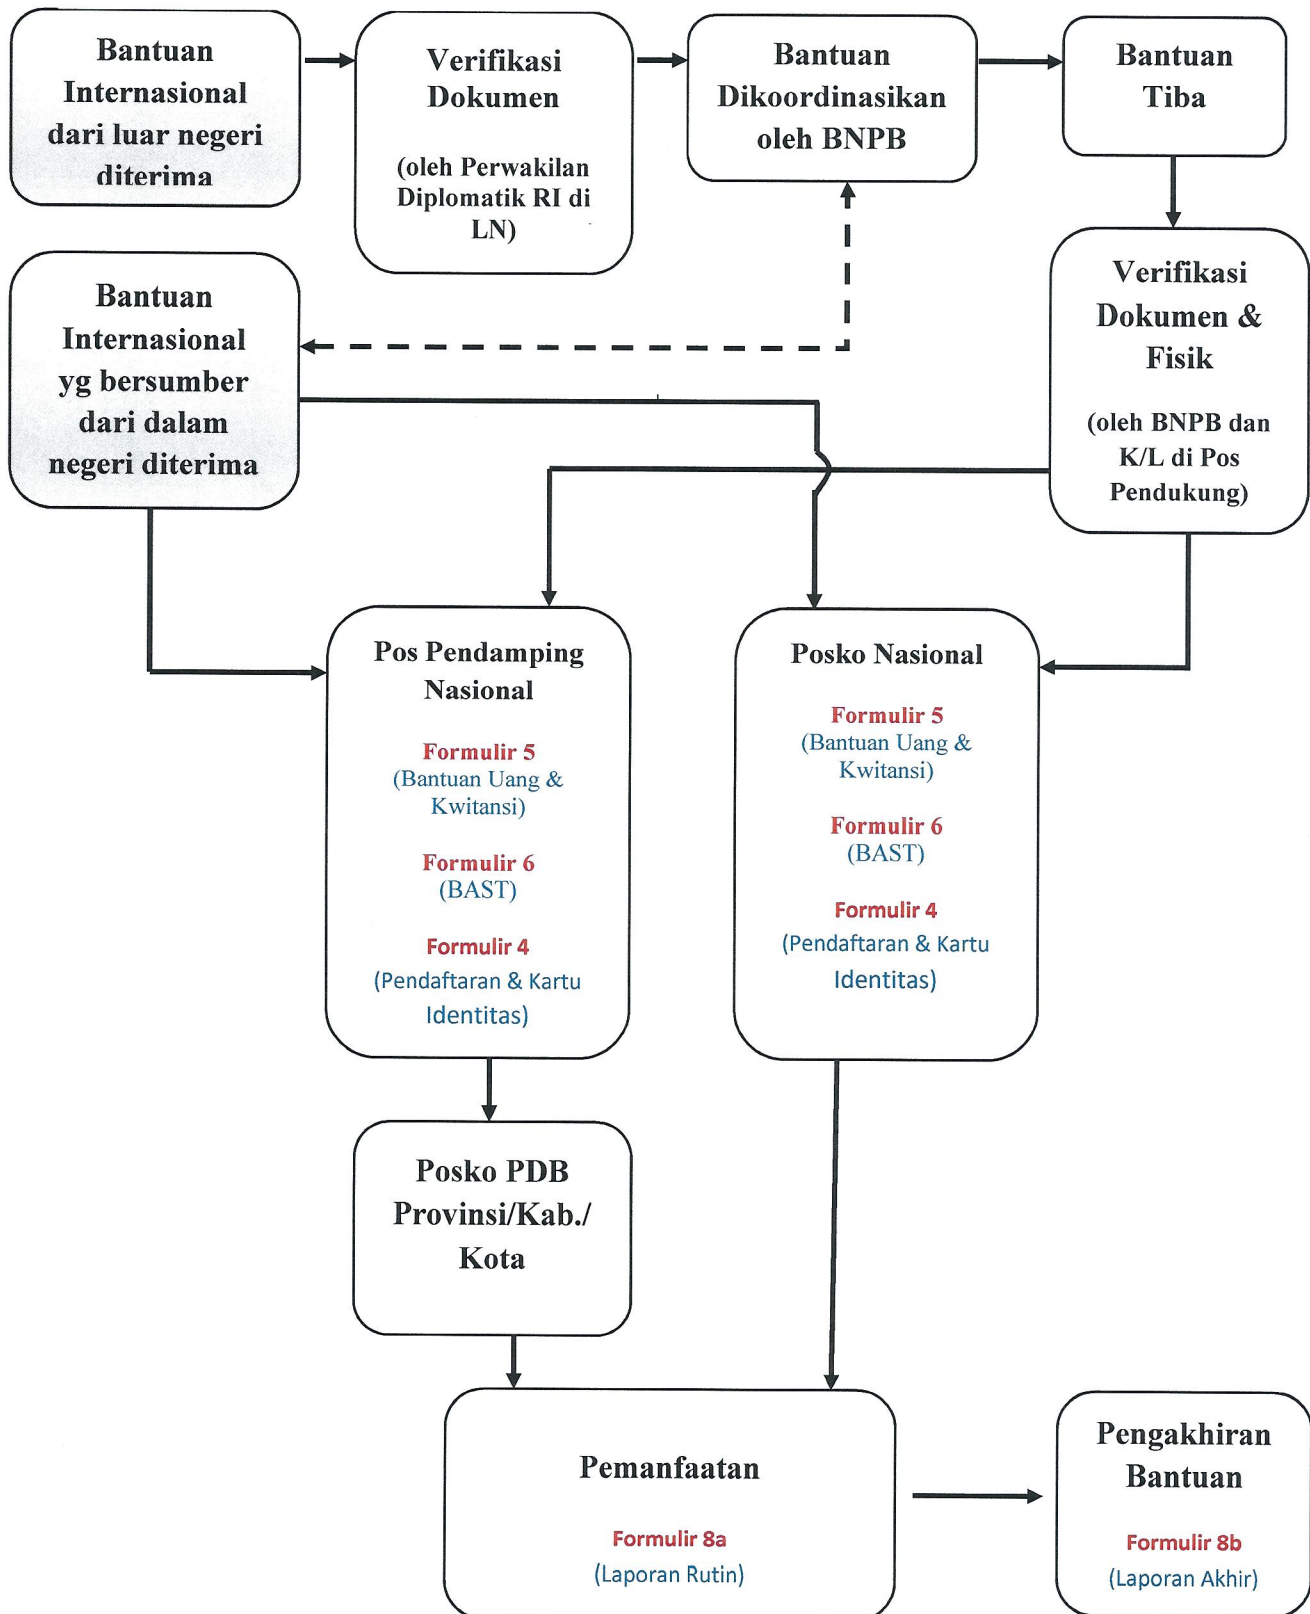 Bantuan
Internasional
dari luar negeri
diterima
Verifikasi
Dokumen
(oleh Perwakilan
Diplomatik RI di
LN)
Bantuan
Dikoordinasikan
oleh BNPB
Bantuan
Tiba
Bantuan
Internasional
yg bersumber
dari dalam
negeri diterima
Verifikasi
Dokumen &
Fisik
(oleh BNPB dan
K/L di Pos
Pendukung)
Pos Pendamping
Nasional
Formulir 5
(Bantuan Uang &
Kwitansi)
Formulir 6
(BAST)
Formulir 4
(Pendaftaran & Kartu
Identitas)
Posko Nasional
Formulir 5
(Bantuan Uang &
Kwitansi)
Formulir 6
(BAST)
Formulir 4
(Pendaftaran & Kartu
Identitas)
Posko PDB
Provinsi/Kab./
Kota
Pemanfaatan
Formulir 8a
(Laporan Rutin)
Pengakhiran
Bantuan
Formulir 8b
(Laporan Akhir)